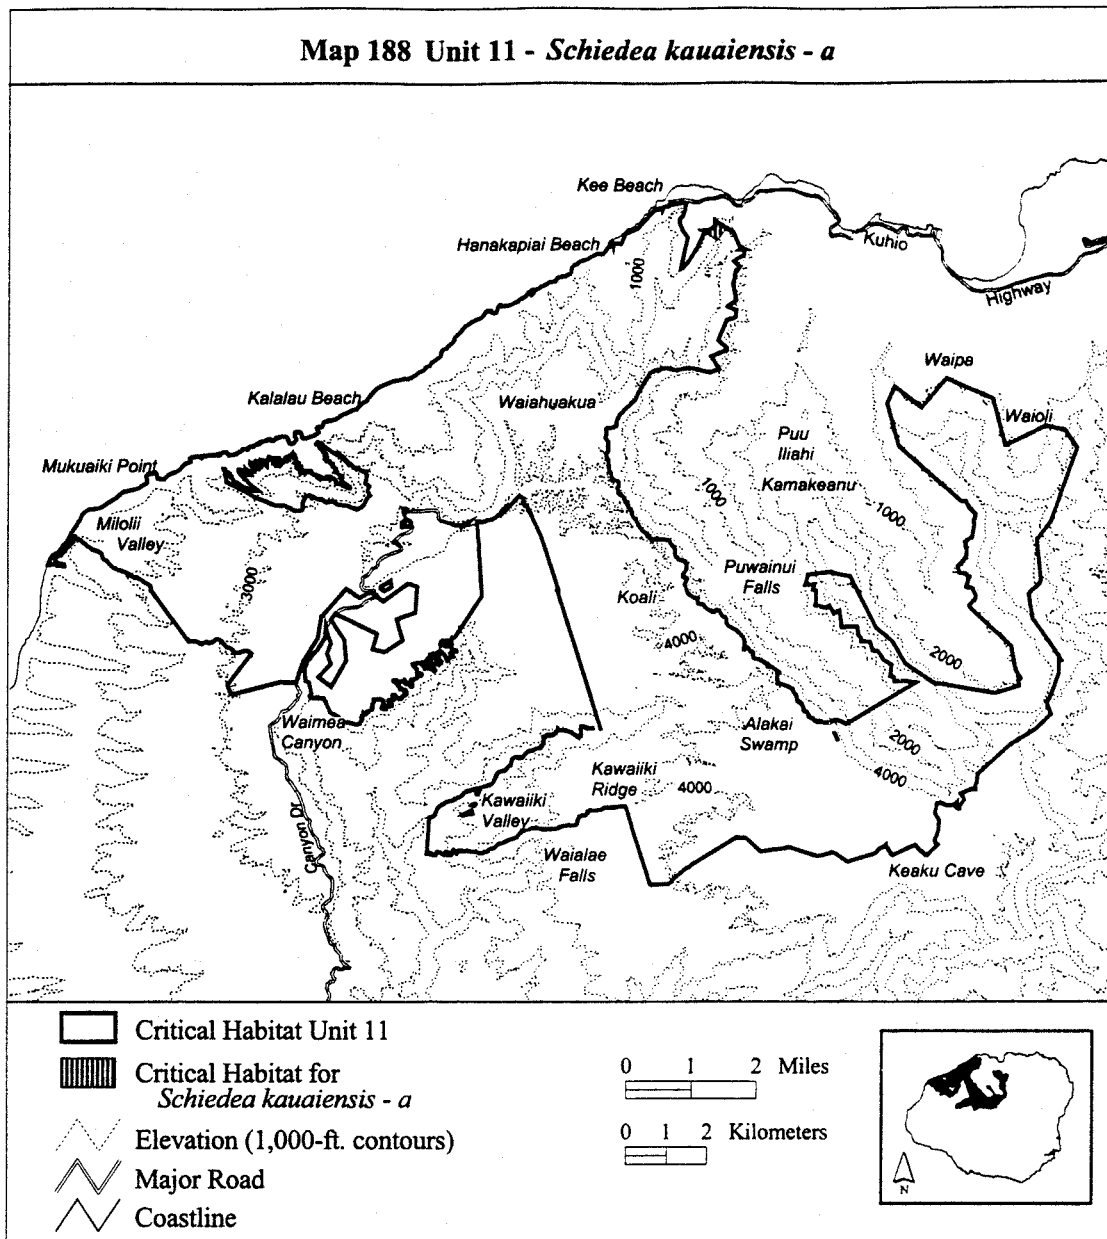 Map 188 Unit 11 - Schiedea kauaiensis - a
Kee Beach
Hanakapiai Beach
Kuhio
Highway
1000
Waipa
Kalalau Beach
Waiahuakua
Waioli
Puu
Iliahi
Mukuaiki Point
Kamakeanu
1000
1000
Milolii
Valley
3000
Puwainui
Falls
Koali
4000
2000
Waimea
Canyon
Alakai
Swamp
2000
4000
Kawaiiki
Ridge
4000
Kawaiiki
Valley
Canyon Dr
Waialae
Falls
Keaku Cave
Critical Habitat Unit 11
Critical Habitat for
Schiedea kauaiensis - a
Elevation (1,000-ft. contours)
Major Road
Coastline
0 1 2 Miles
0 1 2 Kilometers
N